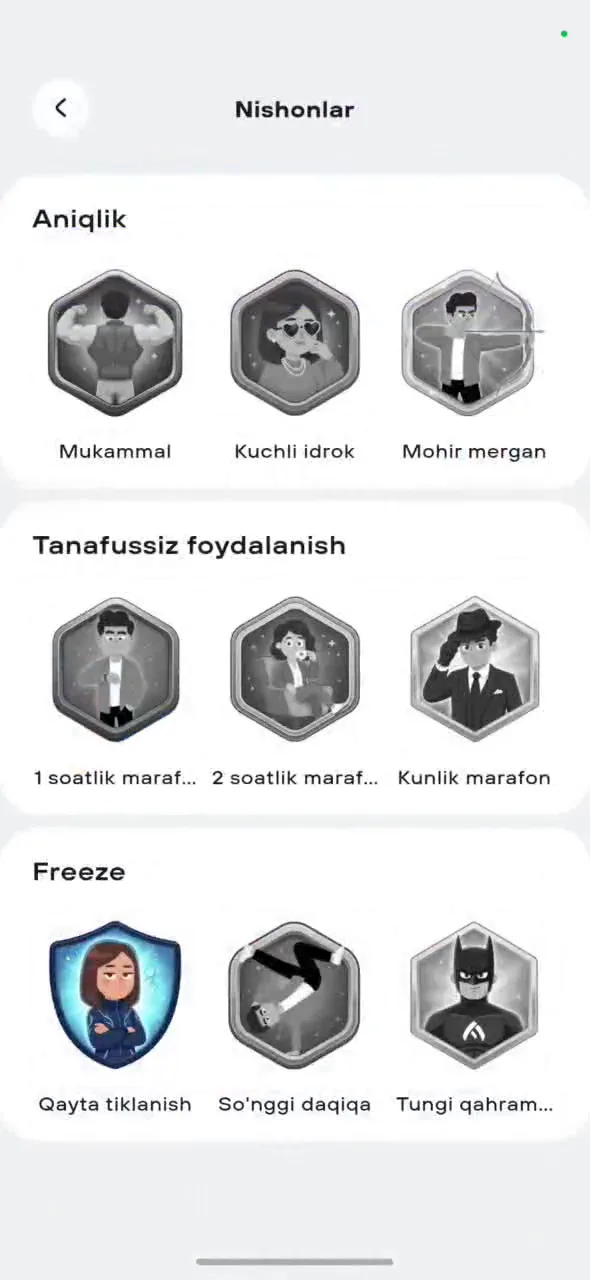 Nishonlar
Aniqlik
Mukammal
Kuchli idrok
Mohir mergan
Tanafussiz foydalanish
1 soatlik maraf...
2 soatlik maraf...
Kunlik marafon
Freeze
Qayta tiklanish
So'nggi daqiqa
Tungi qahram...